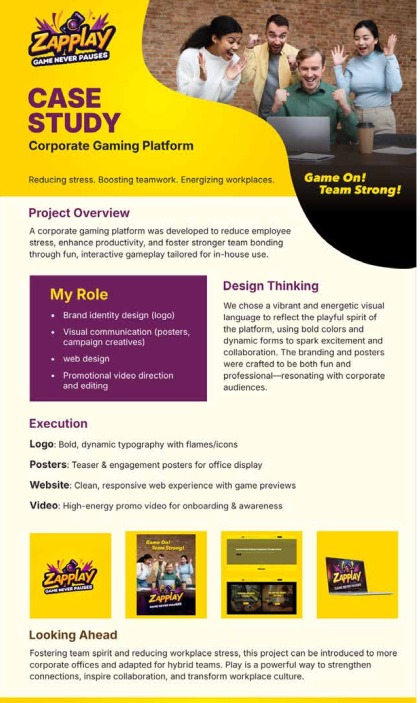 ZAPPLAY
GAME NEVER PAUSES
CASE
STUDY
Corporate Gaming Platform
Reducing stress. Boosting teamwork. Energizing workplaces.
Game On!
Team Strong!
Project Overview
A corporate gaming platform was developed to reduce employee
stress, enhance productivity, and foster stronger team bonding
through fun, interactive gameplay tailored for in-house use.
My Role
• Brand identity design (logo)
• Visual communication (posters,
campaign creatives)
• web design
• Promotional video direction
and editing
Design Thinking
We chose a vibrant and energetic visual
language to reflect the playful spirit of
the platform, using bold colors and
dynamic forms to spark excitement and
collaboration. The branding and posters
were crafted to be both fun and
professional—resonating with corporate
audiences.
Execution
Logo: Bold, dynamic typography with flames/icons
Posters: Teaser & engagement posters for office display
Website: Clean, responsive web experience with game previews
Video: High-energy promo video for onboarding & awareness
ZAPPLAY
GAME NEVER PAUSES
Game On!
Team Strong!
ZAPPLAY
GAME NEVER PAUSES
ZAPPLAY
Looking Ahead
Fostering team spirit and reducing workplace stress, this project can be introduced to more
corporate offices and adapted for hybrid teams. Play is a powerful way to strengthen
connections, inspire collaboration, and transform workplace culture.